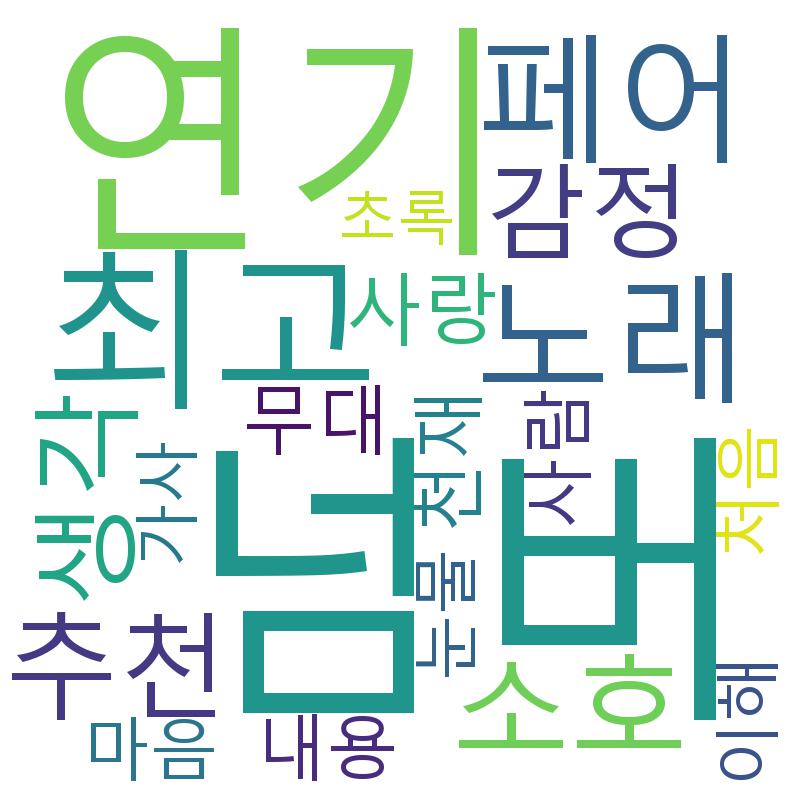 연기
페어
초록
감정
최고
사랑
노래
무대
생각
가사
천재
사람
처음
넘버
눈물
추천
소화
이해
마음
내용